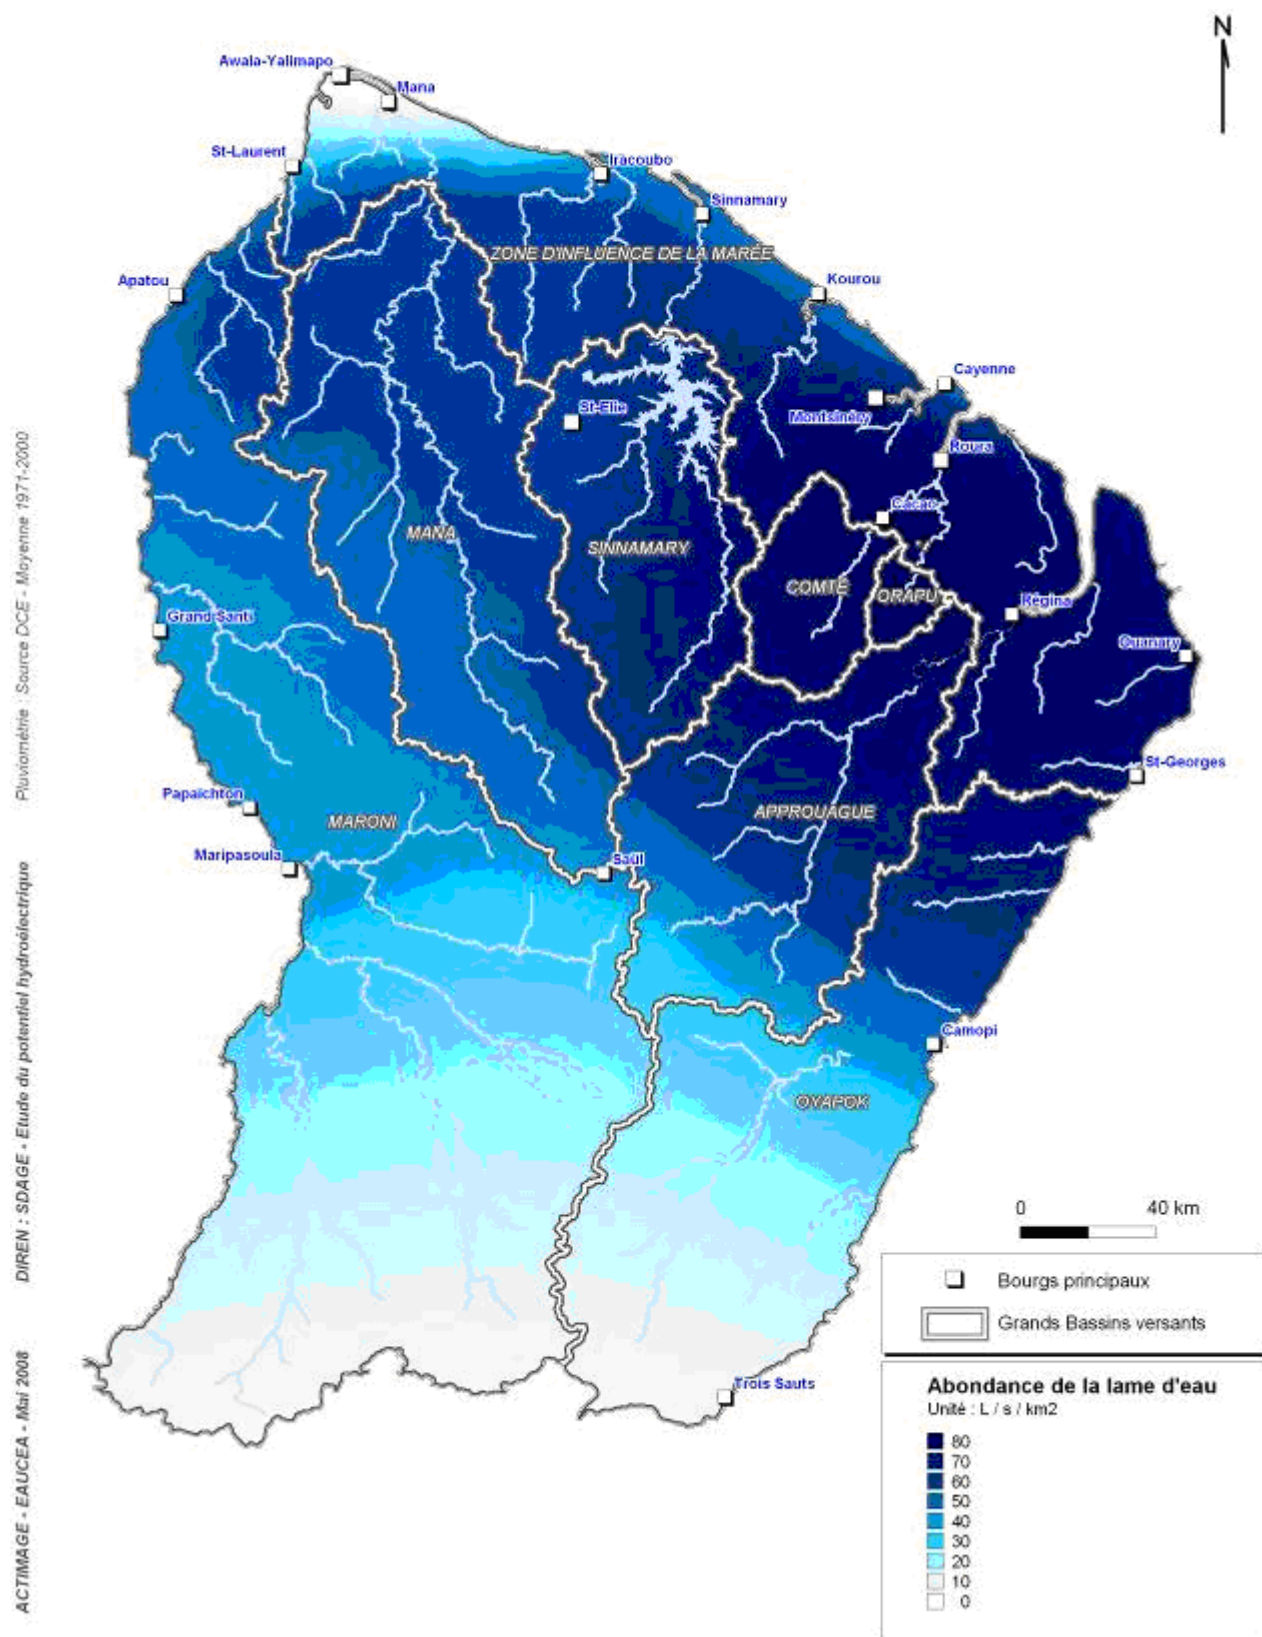 N
Awala-Yalimapo
Mana
St-Laurent
Iracoubo
Sinnamary
ZONE D'INFLUENCE DE LA MARÉE
Apatou
Kourou
Cayenne
St-Elie
Montsinéry
Roura
Cacao
MANA
SINNAMARY
COMTÉ
ORAPU
Régina
Grand Santi
Ouanary
St-Georges
Papaïchton
MARONI
APPROUAGUE
Maripasoula
Saül
Camopi
OYAPOK
Trois Sauts
0 40 km
Bourgs principaux
Grands Bassins versants
Abondance de la lame d'eau
Unité : L / s / km2
80
70
60
50
40
30
20
10
0
Pluviométrie : Source DCE - Moyenne 1971-2000
DIREN : SDAGE - Etude du potentiel hydroélectrique
ACTIMAGE - EAUCEA - Mai 2008